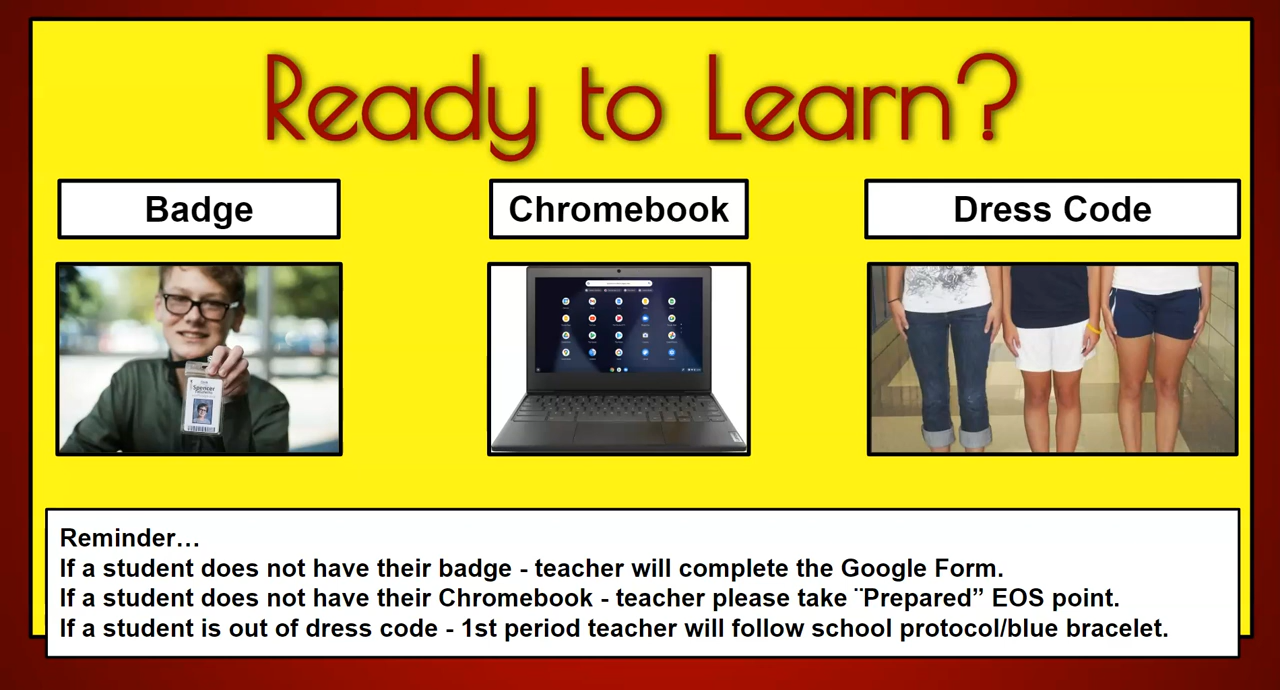 Ready to Learn?
Badge
Chromebook
Dress Code
Spencer
Reminder…
If a student does not have their badge - teacher will complete the Google Form.
If a student does not have their Chromebook - teacher please take ¨Prepared” EOS point.
If a student is out of dress code - 1st period teacher will follow school protocol/blue bracelet.